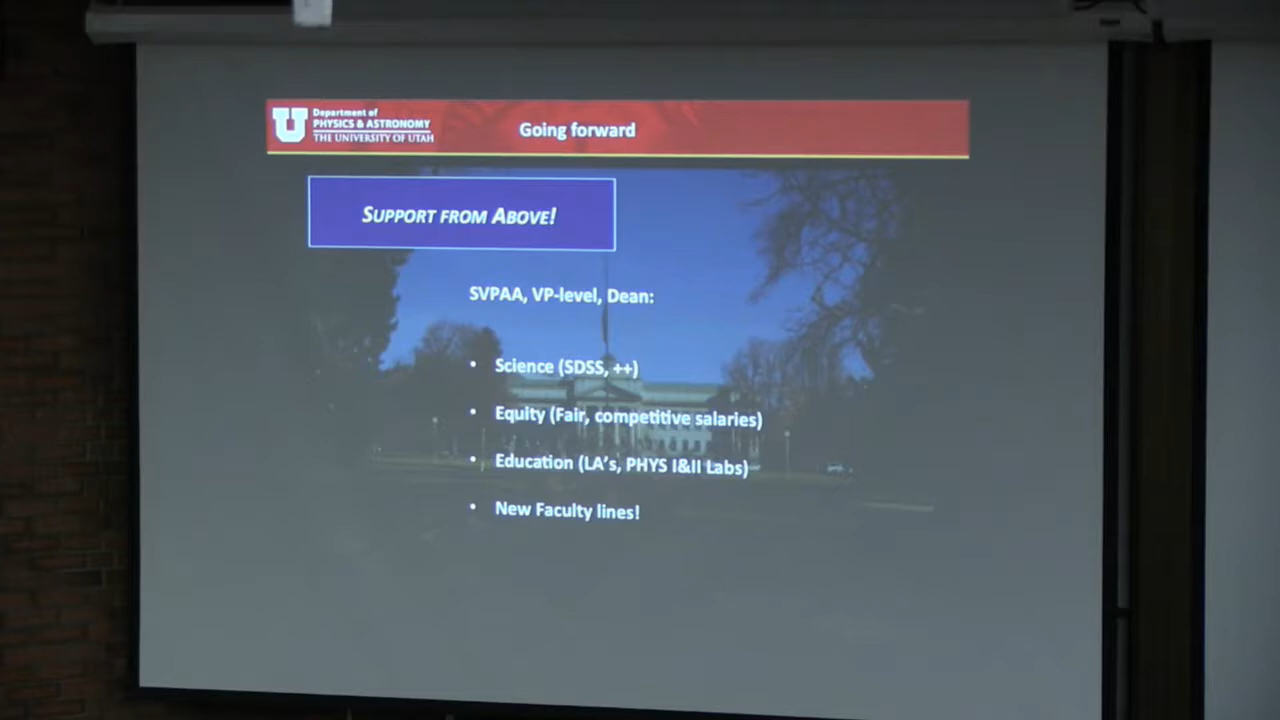 Department of
PHYSICS & ASTRONOMY
THE UNIVERSITY OF UTAH
Going forward
SUPPORT FROM ABOVE!
SVPAA, VP-level, Dean:
• Science (SDSS, ++)
• Equity (Fair, competitive salaries)
• Education (LA's, PHYS I&II Labs)
• New Faculty lines!